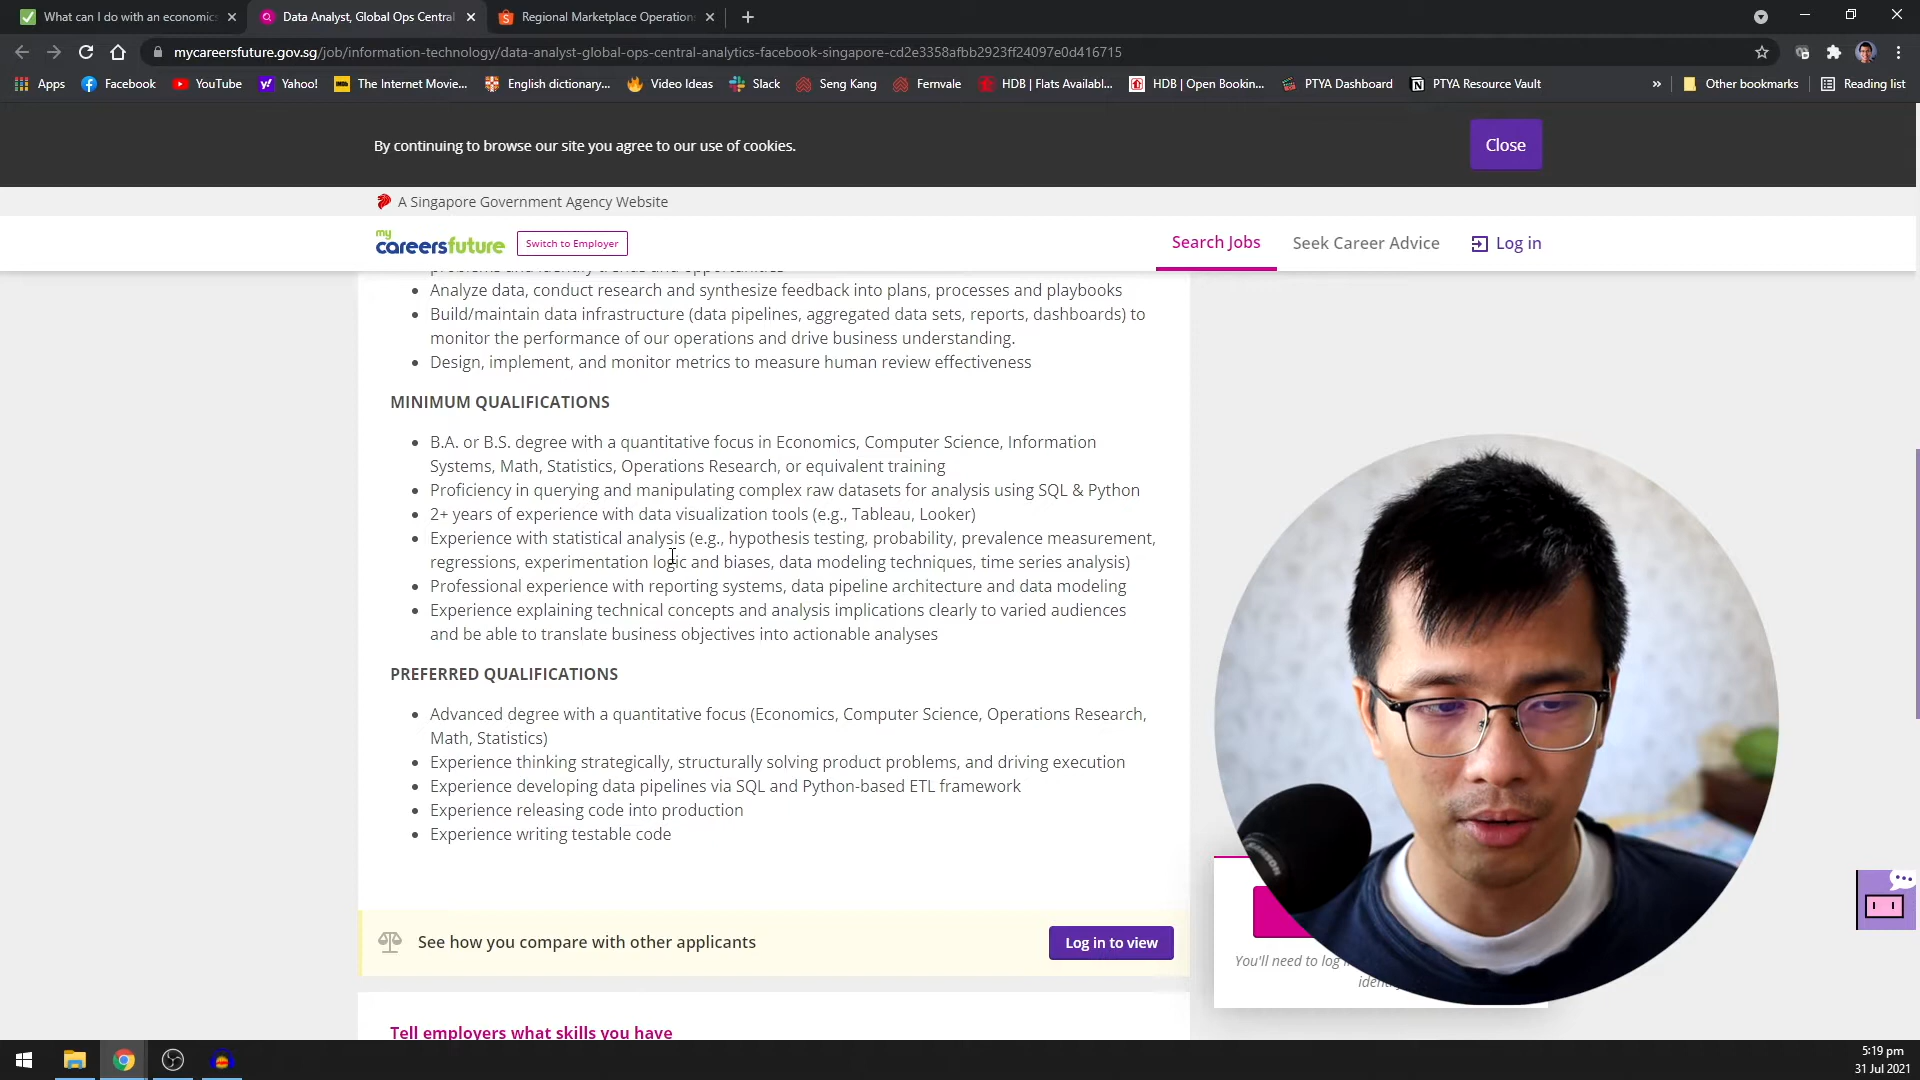 What can I do with an economics
Data Analyst, Global Ops Central
Regional Marketplace Operation
mycareersfuture.gov.sg/job/information-technology/data-analyst-global-ops-central-analytics-facebook-singapore-cd2e3358afbb2923ff24097e0d416715
Apps
Facebook
YouTube
Yahoo!
The Internet Movie...
English dictionary...
Video Ideas
Slack
Seng Kang
Fernvale
HDB | Flats Availabl...
HDB | Open Bookin...
PTYA Dashboard
PTYA Resource Vault
»
Other bookmarks
Reading list
By continuing to browse our site you agree to our use of cookies.
Close
A Singapore Government Agency Website
my
careersfuture
Switch to Employer
Search Jobs
Seek Career Advice
Log in
problems and identify trends and opportunities
• Analyze data, conduct research and synthesize feedback into plans, processes and playbooks
• Build/maintain data infrastructure (data pipelines, aggregated data sets, reports, dashboards) to
monitor the performance of our operations and drive business understanding.
• Design, implement, and monitor metrics to measure human review effectiveness
MINIMUM QUALIFICATIONS
• B.A. or B.S. degree with a quantitative focus in Economics, Computer Science, Information
Systems, Math, Statistics, Operations Research, or equivalent training
• Proficiency in querying and manipulating complex raw datasets for analysis using SQL & Python
• 2+ years of experience with data visualization tools (e.g., Tableau, Looker)
• Experience with statistical analysis (e.g., hypothesis testing, probability, prevalence measurement,
regressions, experimentation logic and biases, data modeling techniques, time series analysis)
• Professional experience with reporting systems, data pipeline architecture and data modeling
• Experience explaining technical concepts and analysis implications clearly to varied audiences
and be able to translate business objectives into actionable analyses
PREFERRED QUALIFICATIONS
• Advanced degree with a quantitative focus (Economics, Computer Science, Operations Research,
Math, Statistics)
• Experience thinking strategically, structurally solving product problems, and driving execution
• Experience developing data pipelines via SQL and Python-based ETL framework
• Experience releasing code into production
• Experience writing testable code
See how you compare with other applicants
Log in to view
You'll need to log
Tell employers what skills you have
SAMSON
5:19 pm
31 Jul 2021